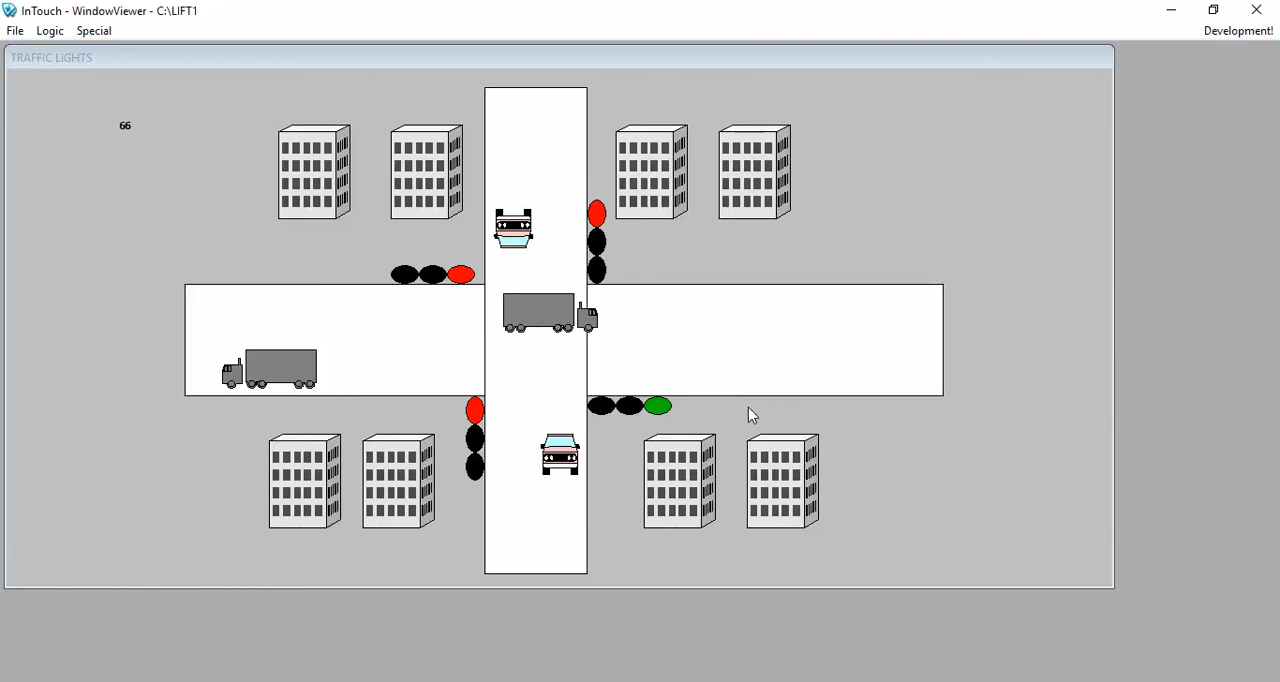 InTouch - WindowViewer - C:\LIFT1
File Logic Special Development!
TRAFFIC LIGHTS
66